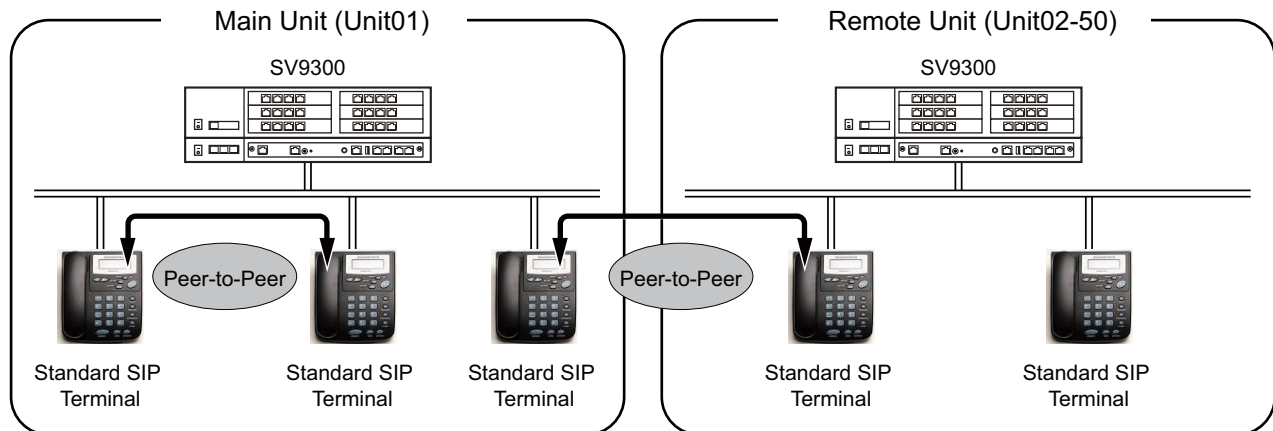 Main Unit (Unit01)
Remote Unit (Unit02-50)
SV9300
SV9300
Peer-to-Peer
Peer-to-Peer
Standard SIP
Terminal
Standard SIP
Terminal
Standard SIP
Terminal
Standard SIP
Terminal
Standard SIP
Terminal